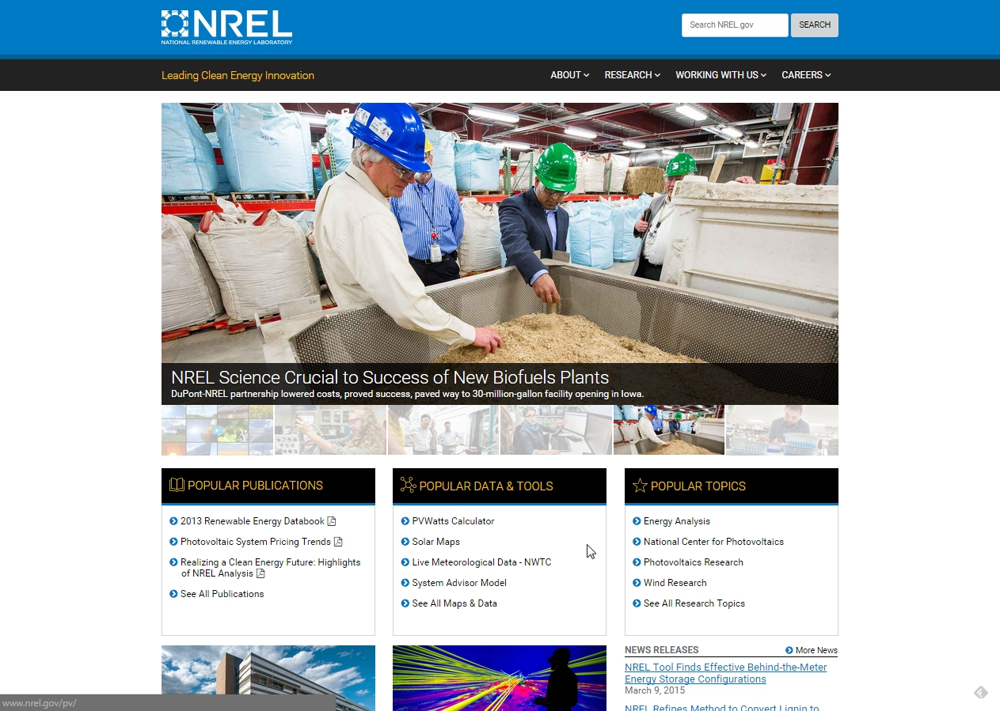 NREL
NATIONAL RENEWABLE ENERGY LABORATORY
Search NREL.gov
SEARCH
Leading Clean Energy Innovation
ABOUT
RESEARCH
WORKING WITH US
CAREERS
NREL Science Crucial to Success of New Biofuels Plants
DuPont-NREL partnership lowered costs, proved success, paved way to 30-million-gallon facility opening in Iowa.
POPULAR PUBLICATIONS
2013 Renewable Energy Databook
Photovoltaic System Pricing Trends
Realizing a Clean Energy Future: Highlights
of NREL Analysis
See All Publications
POPULAR DATA & TOOLS
PVWatts Calculator
Solar Maps
Live Meteorological Data - NWTC
System Advisor Model
See All Maps & Data
POPULAR TOPICS
Energy Analysis
National Center for Photovoltaics
Photovoltaics Research
Wind Research
See All Research Topics
NEWS RELEASES
More News
NREL Tool Finds Effective Behind-the-Meter
Energy Storage Configurations
March 9, 2015
NREL Refines Method to Convert Lignin to
www.nrel.gov/pv/